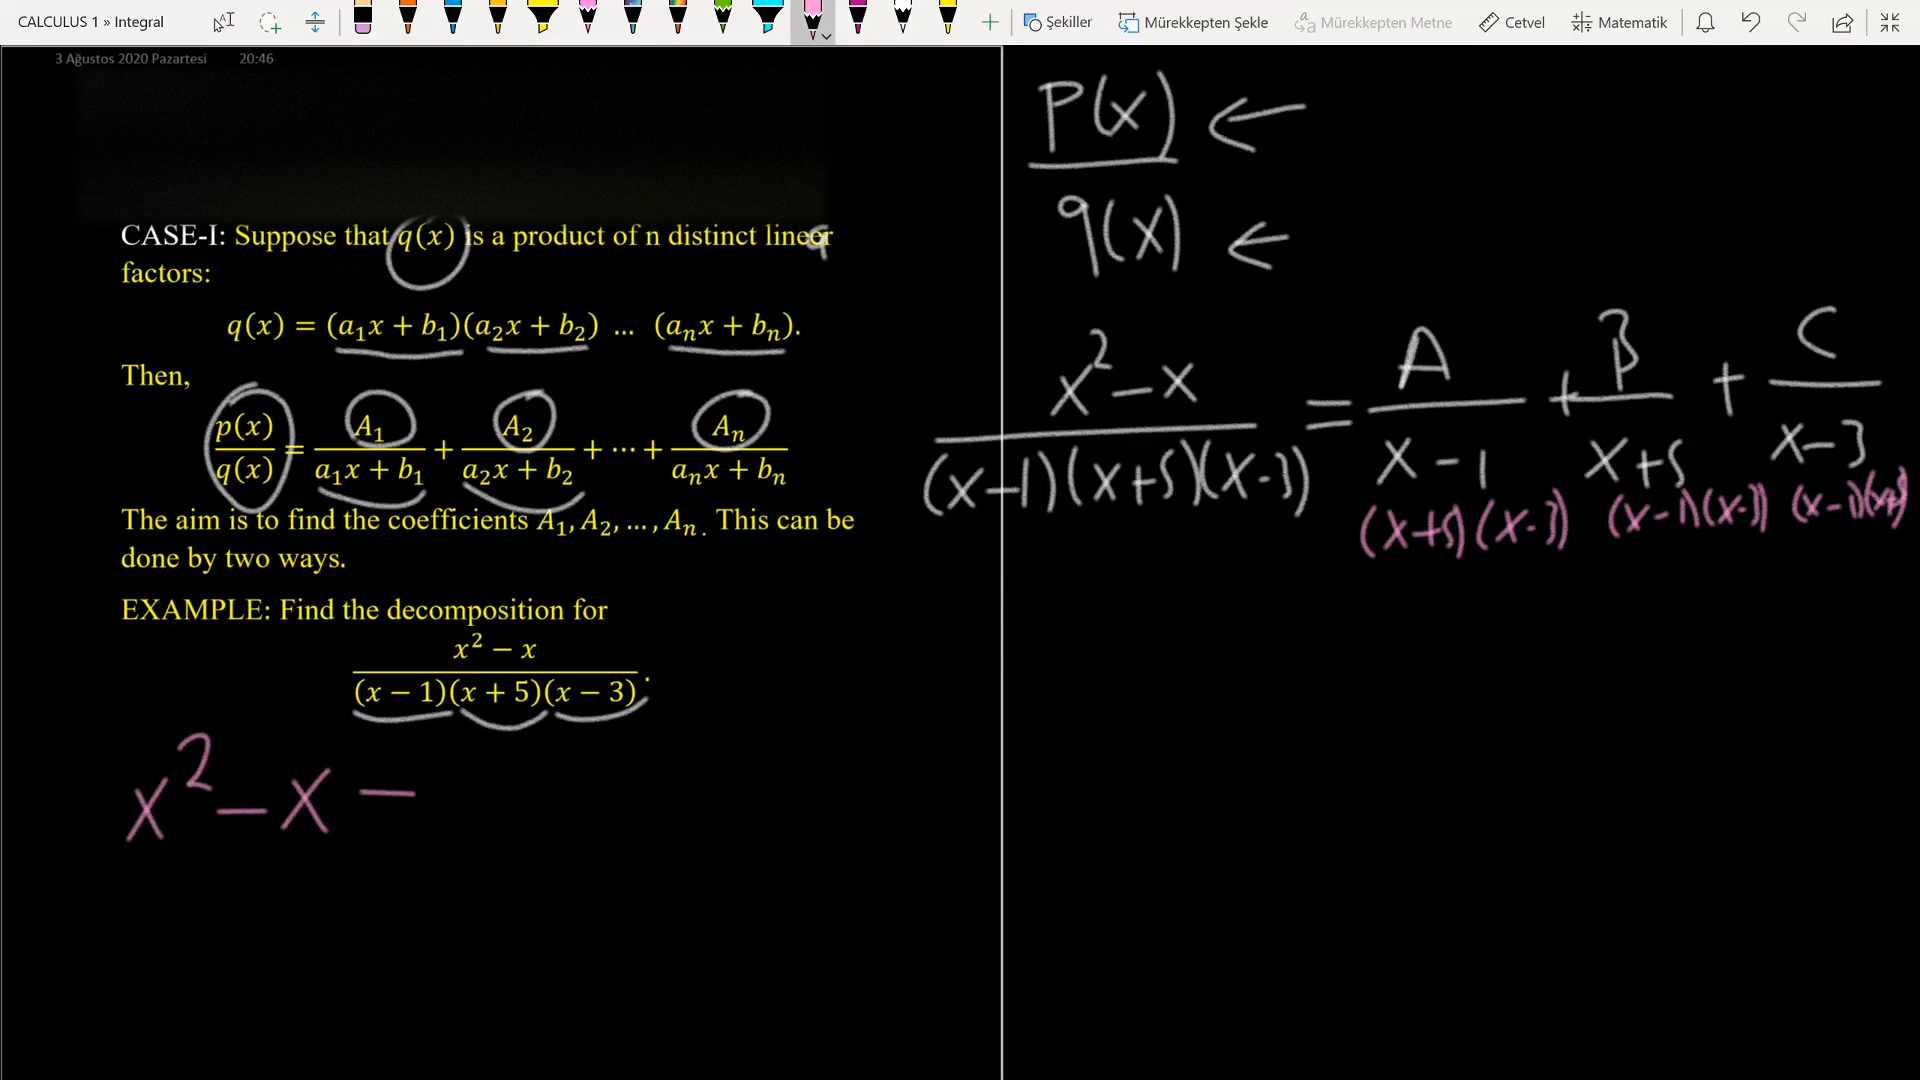 CALCULUS 1 » Integral
Şekiller
Mürekkepten Şekle
Mürekkepten Metne
Cetvel
Matematik
3 Ağustos 2020 Pazartesi 20:46
CASE-I: Suppose that q(x) is a product of n distinct lineer
a
factors:
q(x) = (a₁x + b₁)(a₂x + b₂) … (aₙx + bₙ).
Then,
p(x)/q(x) = A₁/(a₁x + b₁) + A₂/(a₂x + b₂) + ⋯ + Aₙ/(aₙx + bₙ)
The aim is to find the coefficients A₁, A₂, …, Aₙ. This can be
done by two ways.
EXAMPLE: Find the decomposition for
x² − x
(x − 1)(x + 5)(x − 3) .
x² − x −
P(x) ←
q(x) ←
x² − x = A + B + C
(x−1)(x+5)(x−3) x−1 x+5 x−3
(x+5)(x−3) (x−1)(x−3) (x−1)(x+5)